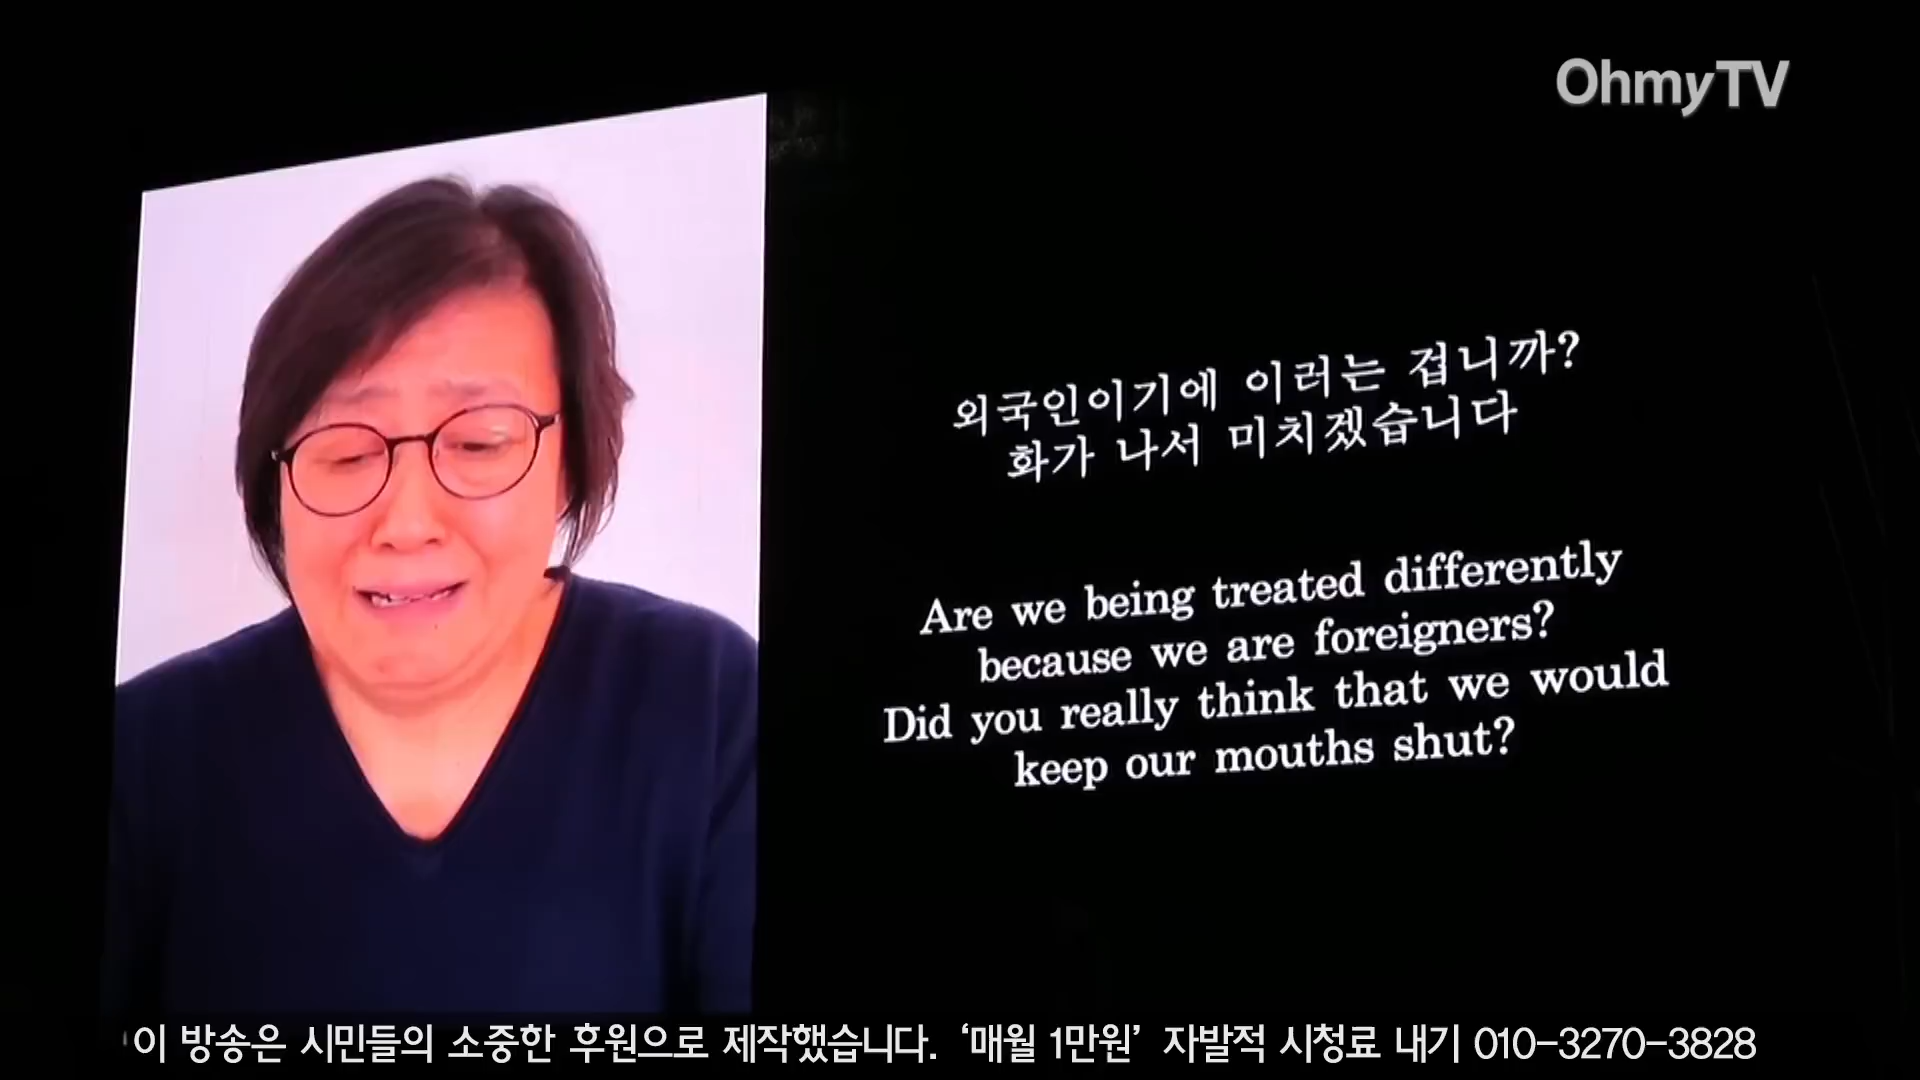 OhmyTV
외국인이기에 이러는 겁니까?
화가 나서 미치겠습니다
Are we being treated differently
because we are foreigners?
Did you really think that we would
keep our mouths shut?
이 방송은 시민들의 소중한 후원으로 제작했습니다. ‘매월 1만원’ 자발적 시청료 내기 010-3270-3828